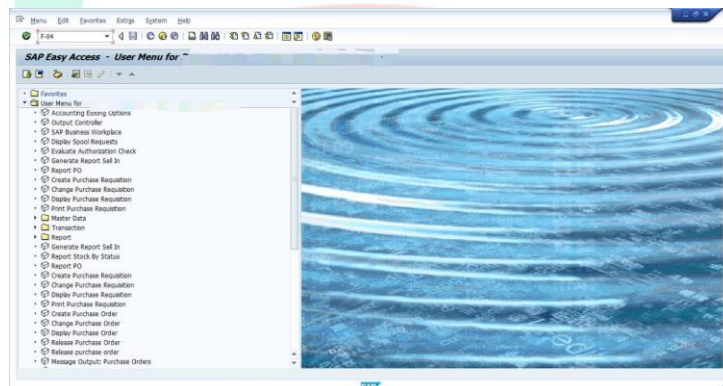 Menu Edit Favorites Extras System Help
F-04
SAP Easy Access - User Menu for
Favorites
User Menu for
Accounting Editing Options
Output Controller
SAP Business Workplace
Display Spool Requests
Evaluate Authorization Check
Generate Report Sell In
Report PO
Create Purchase Requisition
Change Purchase Requisition
Display Purchase Requisition
Print Purchase Requisition
Master Data
Transaction
Report
Generate Report Sell In
Report Stock By Status
Report PO
Create Purchase Requisition
Change Purchase Requisition
Display Purchase Requisition
Print Purchase Requisition
Create Purchase Order
Change Purchase Order
Display Purchase Order
Release Purchase Order
Release purchase order
Message Output: Purchase Orders
SAP